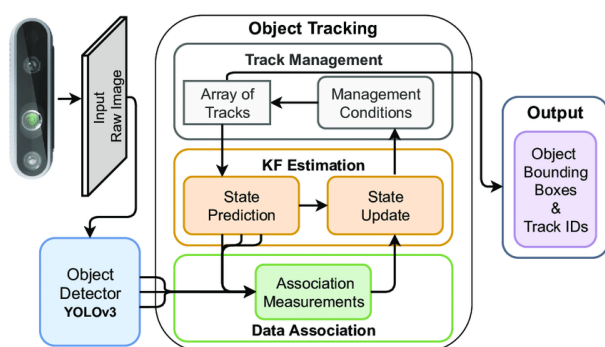 Object Tracking
Track Management
Array of
Tracks
Management
Conditions
Input
Raw Image
KF Estimation
State
Prediction
State
Update
Object
Detector
YOLOv3
Association
Measurements
Data Association
Output
Object
Bounding
Boxes
&
Track IDs